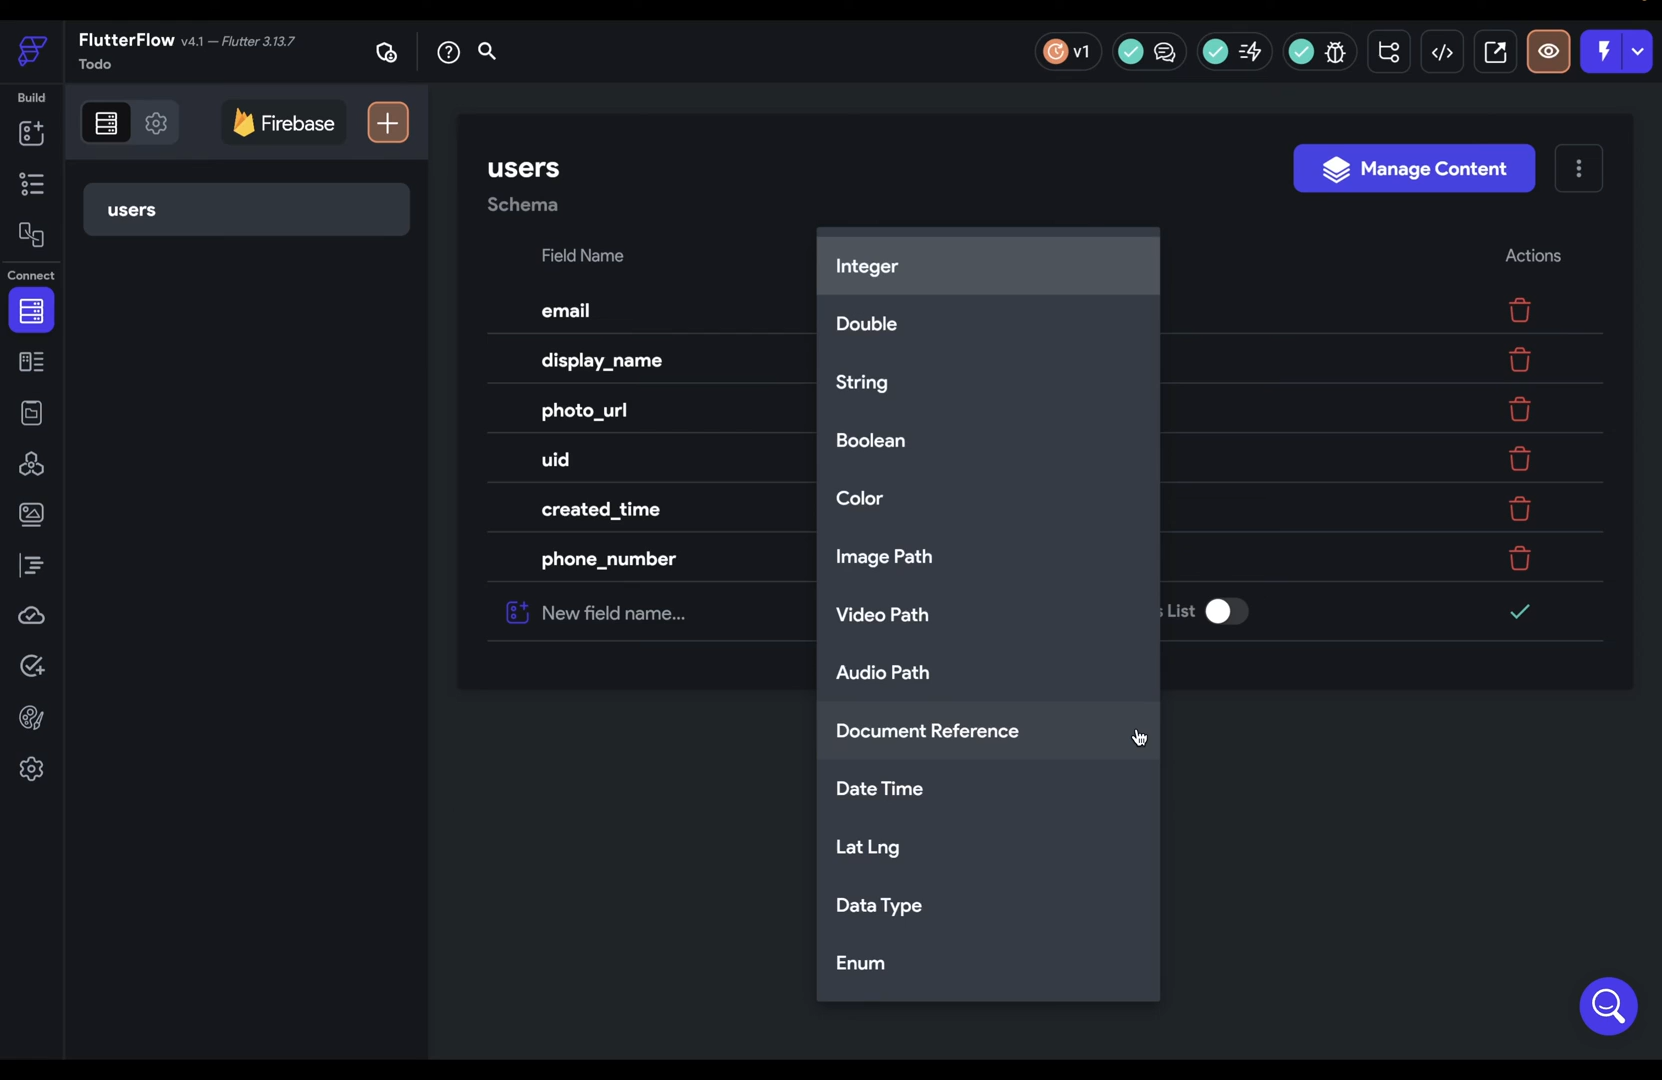 FlutterFlow v4.1 — Flutter 3.13.7
Todo
v1
Build
Connect
Firebase
users
users
Schema
Manage Content
Field Name
Actions
email
display_name
photo_url
uid
created_time
phone_number
New field name...
s List
Integer
Double
String
Boolean
Color
Image Path
Video Path
Audio Path
Document Reference
Date Time
Lat Lng
Data Type
Enum